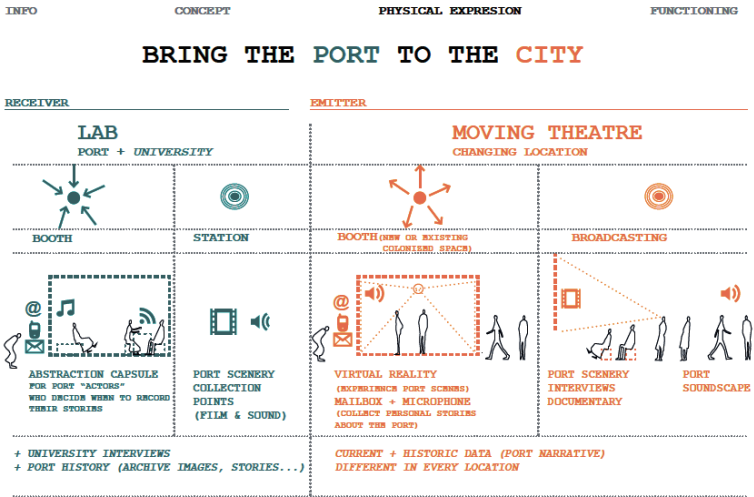 INFO
CONCEPT
PHYSICAL EXPRESION
FUNCTIONING
BRING THE PORT TO THE CITY
RECEIVER
EMITTER
LAB
PORT + UNIVERSITY
MOVING THEATRE
CHANGING LOCATION
BOOTH
STATION
BOOTH (NEW OR EXISTING
COLONISED SPACE)
BROADCASTING
@
@
ABSTRACTION CAPSULE
FOR PORT "ACTORS"
WHO DECIDE WHEN TO RECORD
THEIR STORIES
PORT SCENERY
COLLECTION
POINTS
(FILM & SOUND)
VIRTUAL REALITY
(EXPERIENCE PORT SCENES)
MAILBOX + MICROPHONE
(COLLECT PERSONAL STORIES
ABOUT THE PORT)
PORT SCENERY
INTERVIEWS
DOCUMENTARY
PORT
SOUNDSCAPE
+ UNIVERSITY INTERVIEWS
+ PORT HISTORY (ARCHIVE IMAGES, STORIES...)
CURRENT + HISTORIC DATA (PORT NARRATIVE)
DIFFERENT IN EVERY LOCATION